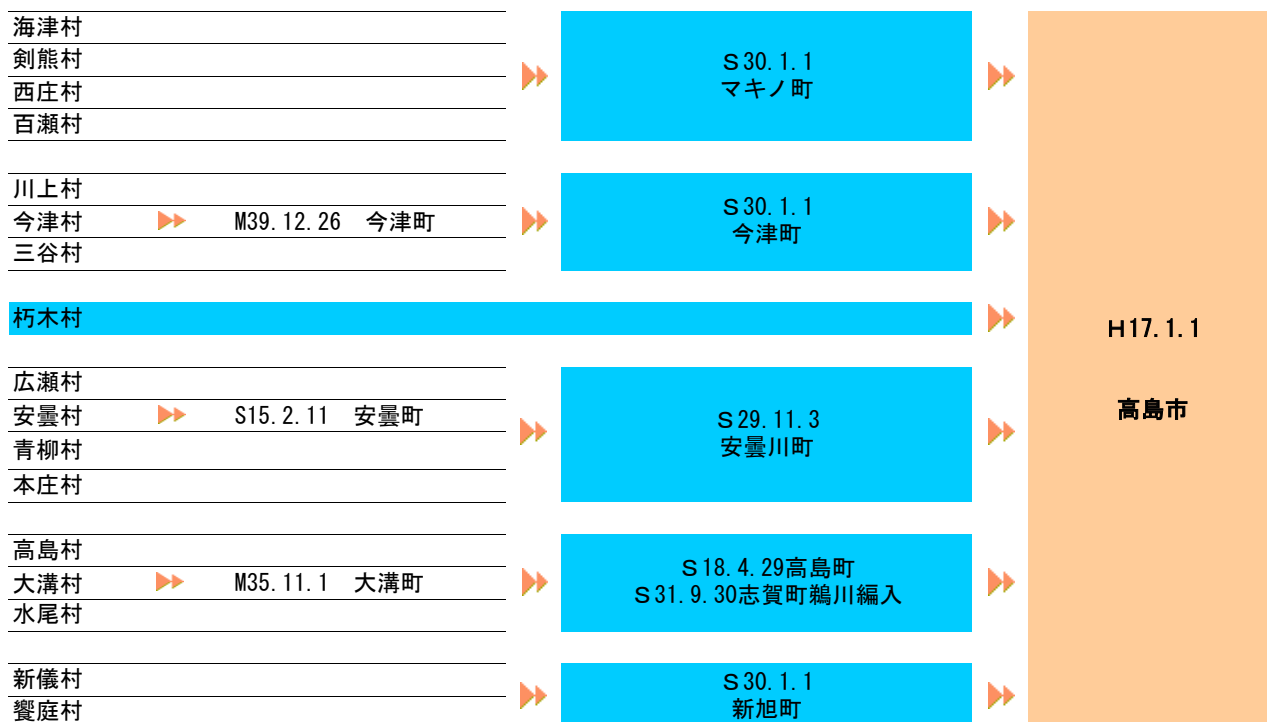 海津村
剣熊村
西庄村
百瀬村
S30.1.1
マキノ町
川上村
今津村 M39.12.26 今津町
三谷村
S30.1.1
今津町
朽木村
広瀬村
安曇村 S15.2.11 安曇町
青柳村
本庄村
S29.11.3
安曇川町
高島村
大溝村 M35.11.1 大溝町
水尾村
S18.4.29高島町
S31.9.30志賀町鵜川編入
新儀村
饗庭村
S30.1.1
新旭町
H17.1.1
高島市